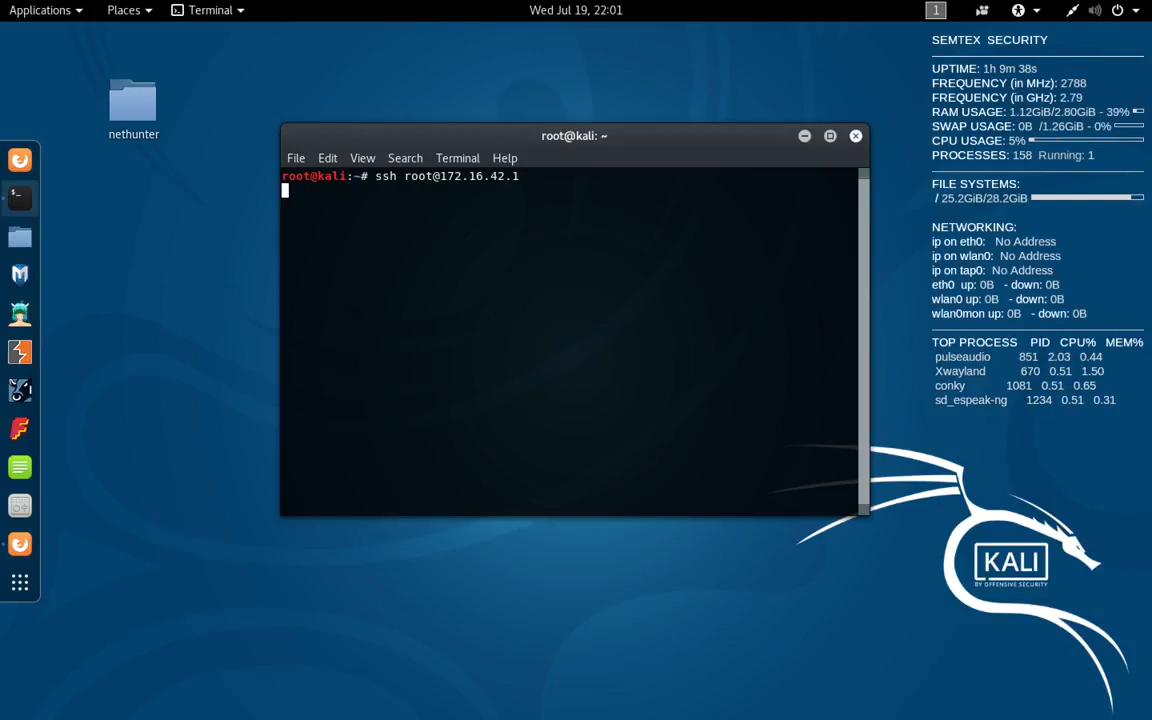 Applications Places Terminal Wed Jul 19, 22:01 1
SEMTEX SECURITY
UPTIME: 1h 9m 38s
FREQUENCY (in MHz): 2788
FREQUENCY (in GHz): 2.79
RAM USAGE: 1.12GiB/2.80GiB - 39%
SWAP USAGE: 0B /1.26GiB - 0%
CPU USAGE: 5%
PROCESSES: 158 Running: 1
FILE SYSTEMS:
/ 25.2GiB/28.2GiB
NETWORKING:
ip on eth0: No Address
ip on wlan0: No Address
ip on tap0: No Address
eth0 up: 0B - down: 0B
wlan0 up: 0B - down: 0B
wlan0mon up: 0B - down: 0B
TOP PROCESS PID CPU% MEM%
pulseaudio 851 2.03 0.44
Xwayland 670 0.51 1.50
conky 1081 0.51 0.65
sd_espeak-ng 1234 0.51 0.31
nethunter
root@kali: ~
File Edit View Search Terminal Help
root@kali:~# ssh root@172.16.42.1
KALI
BY OFFENSIVE SECURITY